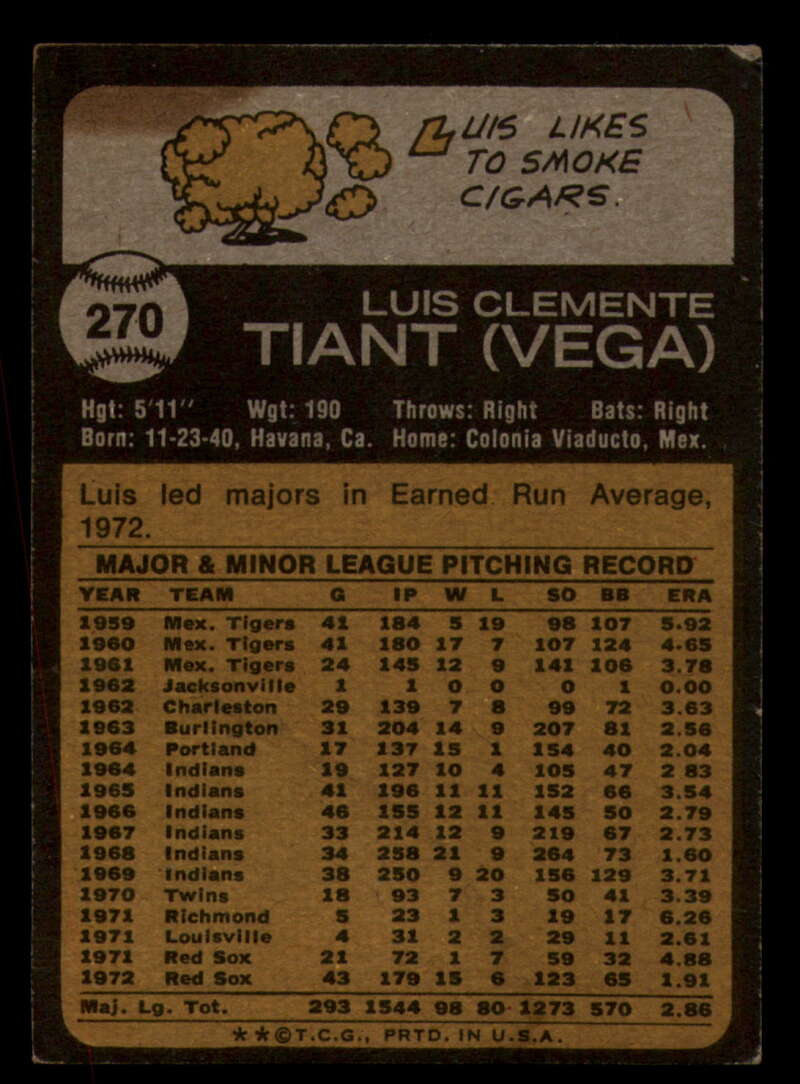 LUIS LIKES
TO SMOKE
CIGARS.
270
LUIS CLEMENTE
TIANT (VEGA)
Hgt: 5'11" Wgt: 190 Throws: Right Bats: Right
Born: 11-23-40, Havana, Ca. Home: Colonia Viaducto, Mex.
Luis led majors in Earned Run Average,
1972.
MAJOR & MINOR LEAGUE PITCHING RECORD
YEAR TEAM G IP W L SO BB ERA
1959 Mex. Tigers 41 184 5 19 98 107 5.92
1960 Mex. Tigers 41 180 17 7 107 124 4.65
1961 Mex. Tigers 24 145 12 9 141 106 3.78
1962 Jacksonville 1 1 0 0 0 1 0.00
1962 Charleston 29 139 7 8 99 72 3.63
1963 Burlington 31 204 14 9 207 81 2.56
1964 Portland 17 137 15 1 154 40 2.04
1964 Indians 19 127 10 4 105 47 2 83
1965 Indians 41 196 11 11 152 66 3.54
1966 Indians 46 155 12 11 145 50 2.79
1967 Indians 33 214 12 9 219 67 2.73
1968 Indians 34 258 21 9 264 73 1.60
1969 Indians 38 250 9 20 156 129 3.71
1970 Twins 18 93 7 3 50 41 3.39
1971 Richmond 5 23 1 3 19 17 6.26
1971 Louisville 4 31 2 2 29 11 2.61
1971 Red Sox 21 72 1 7 59 32 4.88
1972 Red Sox 43 179 15 6 123 65 1.91
Maj. Lg. Tot. 293 1544 98 80 1273 570 2.86
**©T.C.G., PRTD. IN U.S.A.